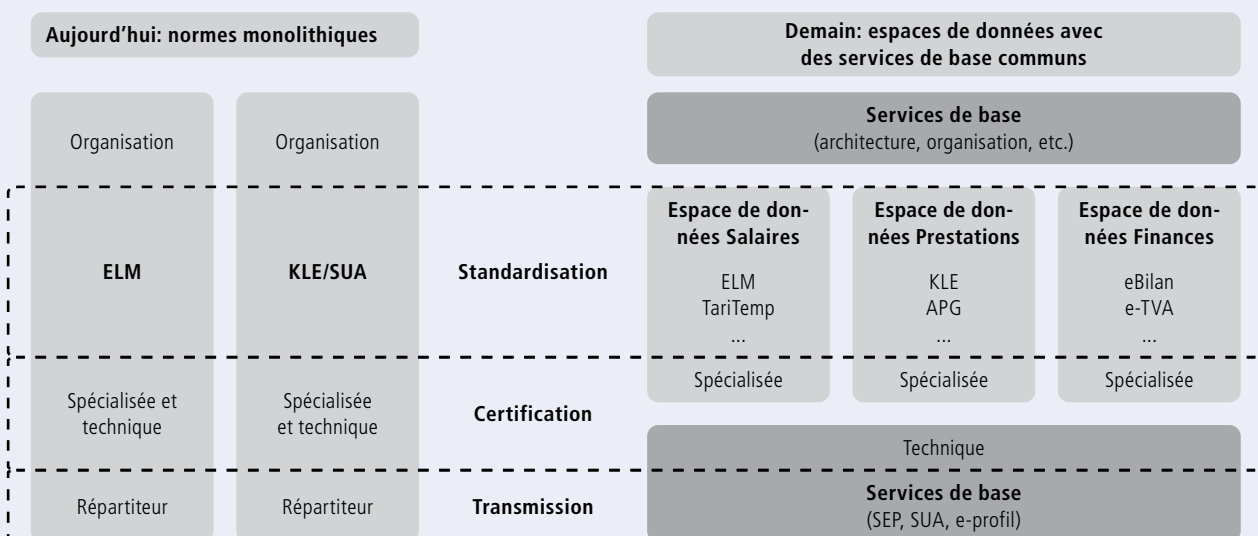 Aujourd’hui: normes monolithiques
Demain: espaces de données avec
des services de base communs
Organisation
Organisation
Services de base
(architecture, organisation, etc.)
ELM
KLE/SUA
Standardisation
Espace de don-
nées Salaires
ELM
TariTemp
...
Espace de don-
nées Prestations
KLE
APG
...
Espace de don-
nées Finances
eBilan
e-TVA
...
Spécialisée et
technique
Spécialisée
et technique
Certification
Spécialisée
Spécialisée
Spécialisée
Technique
Répartiteur
Répartiteur
Transmission
Services de base
(SEP, SUA, e-profil)